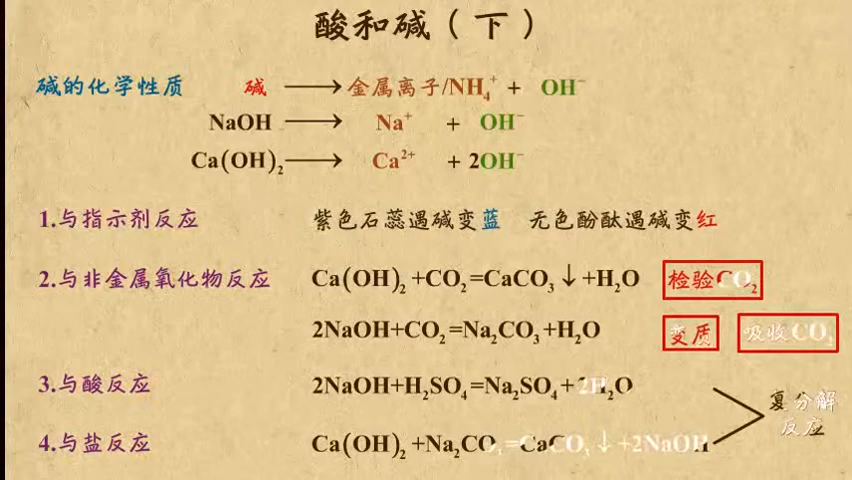 酸和碱（下）
碱的化学性质 碱 ⟶ 金属离子/NH₄⁺ + OH⁻
NaOH ⟶ Na⁺ + OH⁻
Ca(OH)₂ ⟶ Ca²⁺ + 2OH⁻
1.与指示剂反应 紫色石蕊遇碱变蓝 无色酚酞遇碱变红
2.与非金属氧化物反应 Ca(OH)₂+CO₂=CaCO₃↓+H₂O 检验CO₂
2NaOH+CO₂=Na₂CO₃+H₂O 变质 吸收CO₂
3.与酸反应 2NaOH+H₂SO₄=Na₂SO₄+2H₂O
复分解
反应
4.与盐反应 Ca(OH)₂+Na₂CO₃=CaCO₃↓+2NaOH